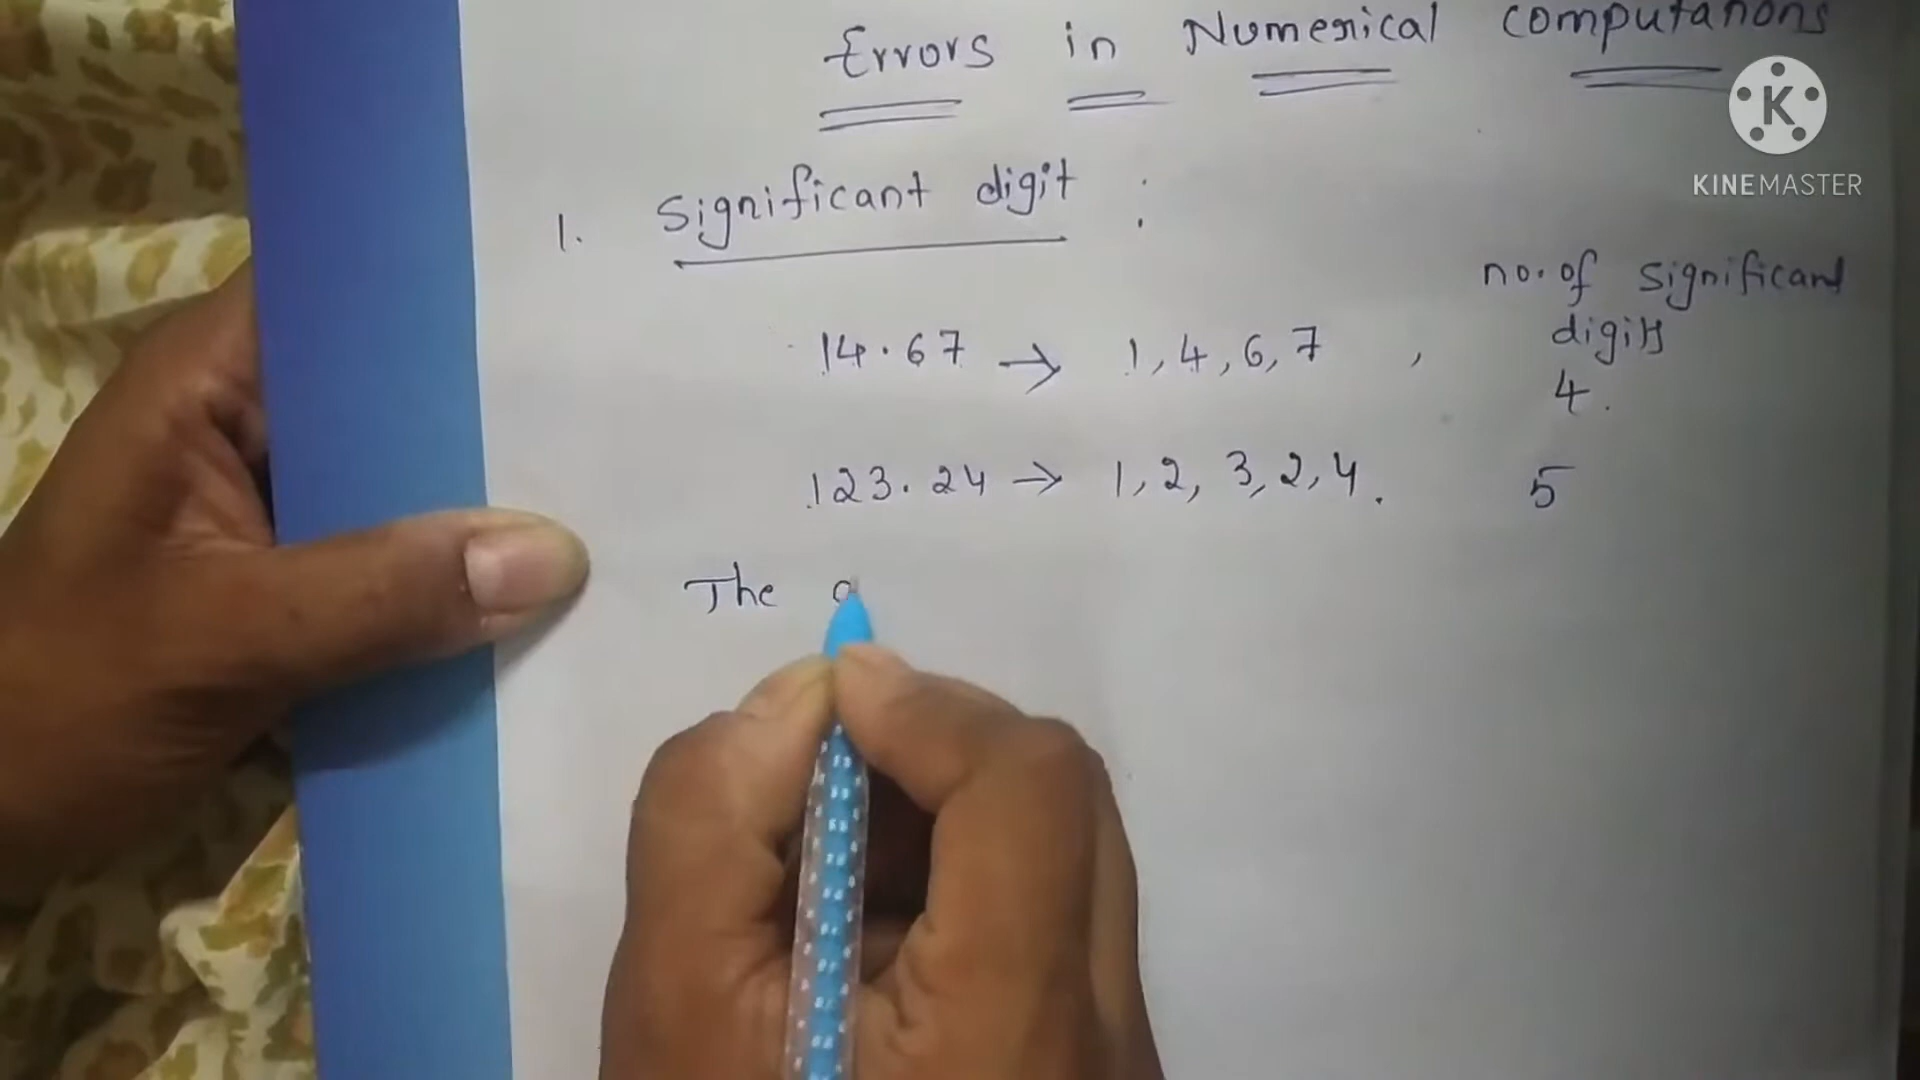 Errors in Numerical computations
KINEMASTER
1. Significant digit :
no. of significant
digits
14.67 → 1, 4, 6, 7 ,
4.
123.24 → 1, 2, 3, 2, 4. 5
The